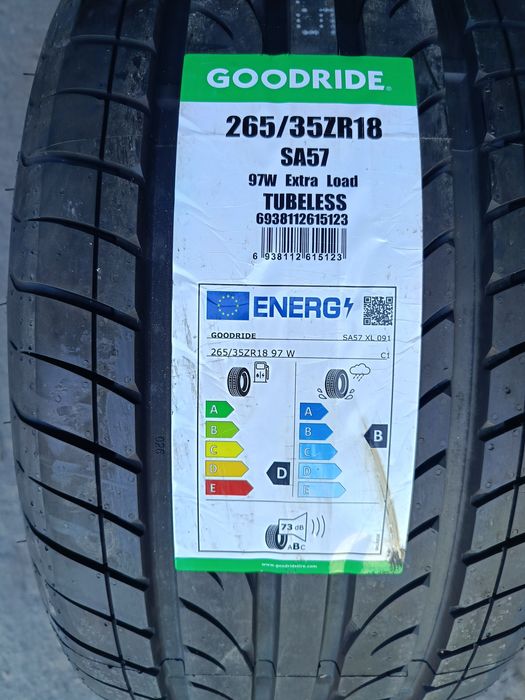 GOODRIDE®
265/35ZR18
SA57
97W Extra Load
TUBELESS
6938112615123
6 938112 615123
ENERG
GOODRIDE SA57 XL 091
265/35ZR18 97 W C1
A A
B B B
C C
D D D
E E
73 dB
ABC
www.goodridetire.com
026